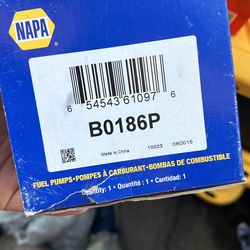 NAPA
6 54543 61097 6
B0186P
Made in China 10023 080015
FUEL PUMPS•POMPES À CARBURANT•BOMBAS DE COMBUSTIBLE
Quantity: 1 • Quantité : 1 • Cantidad: 1